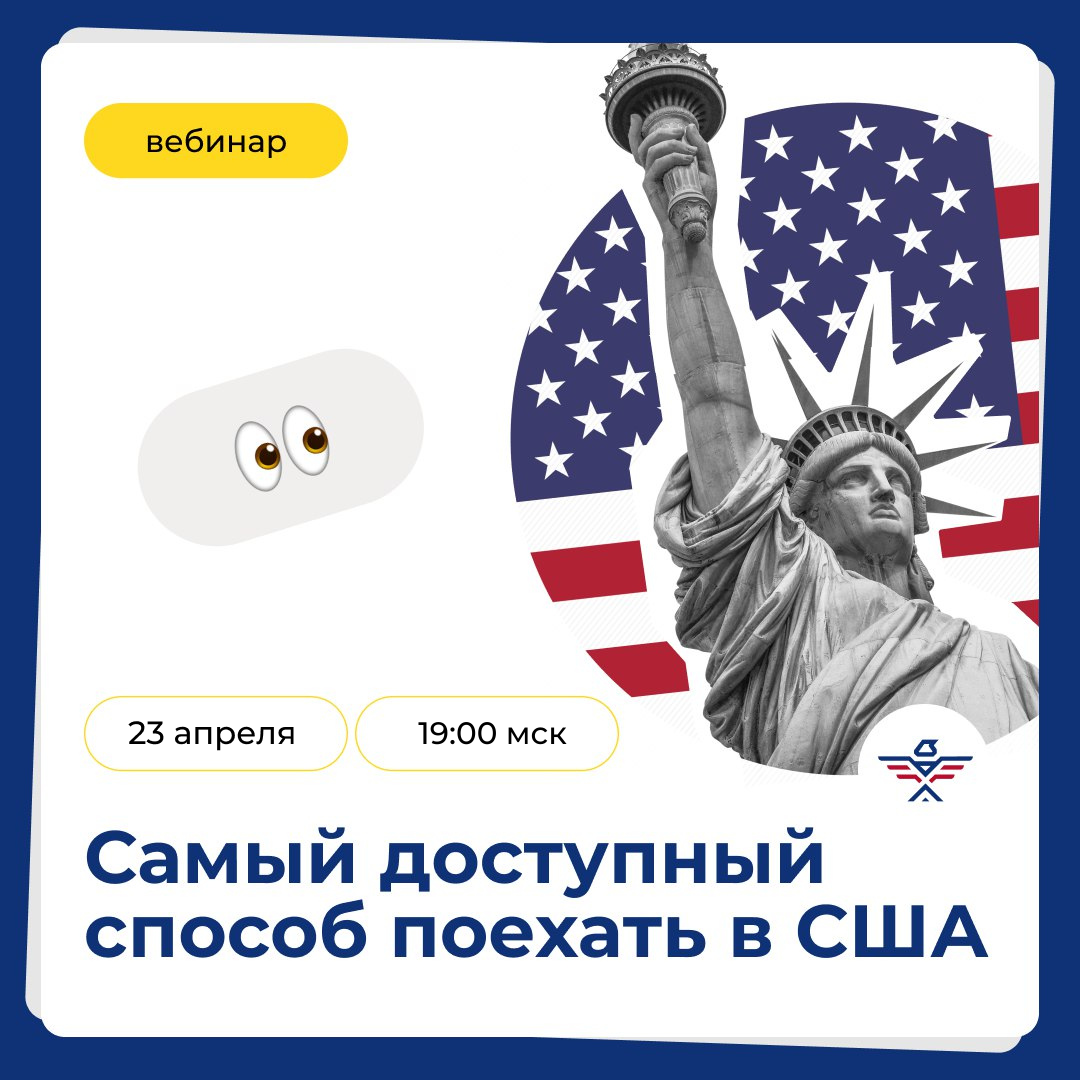 вебинар
23 апреля
19:00 мск
Самый доступный
способ поехать в США